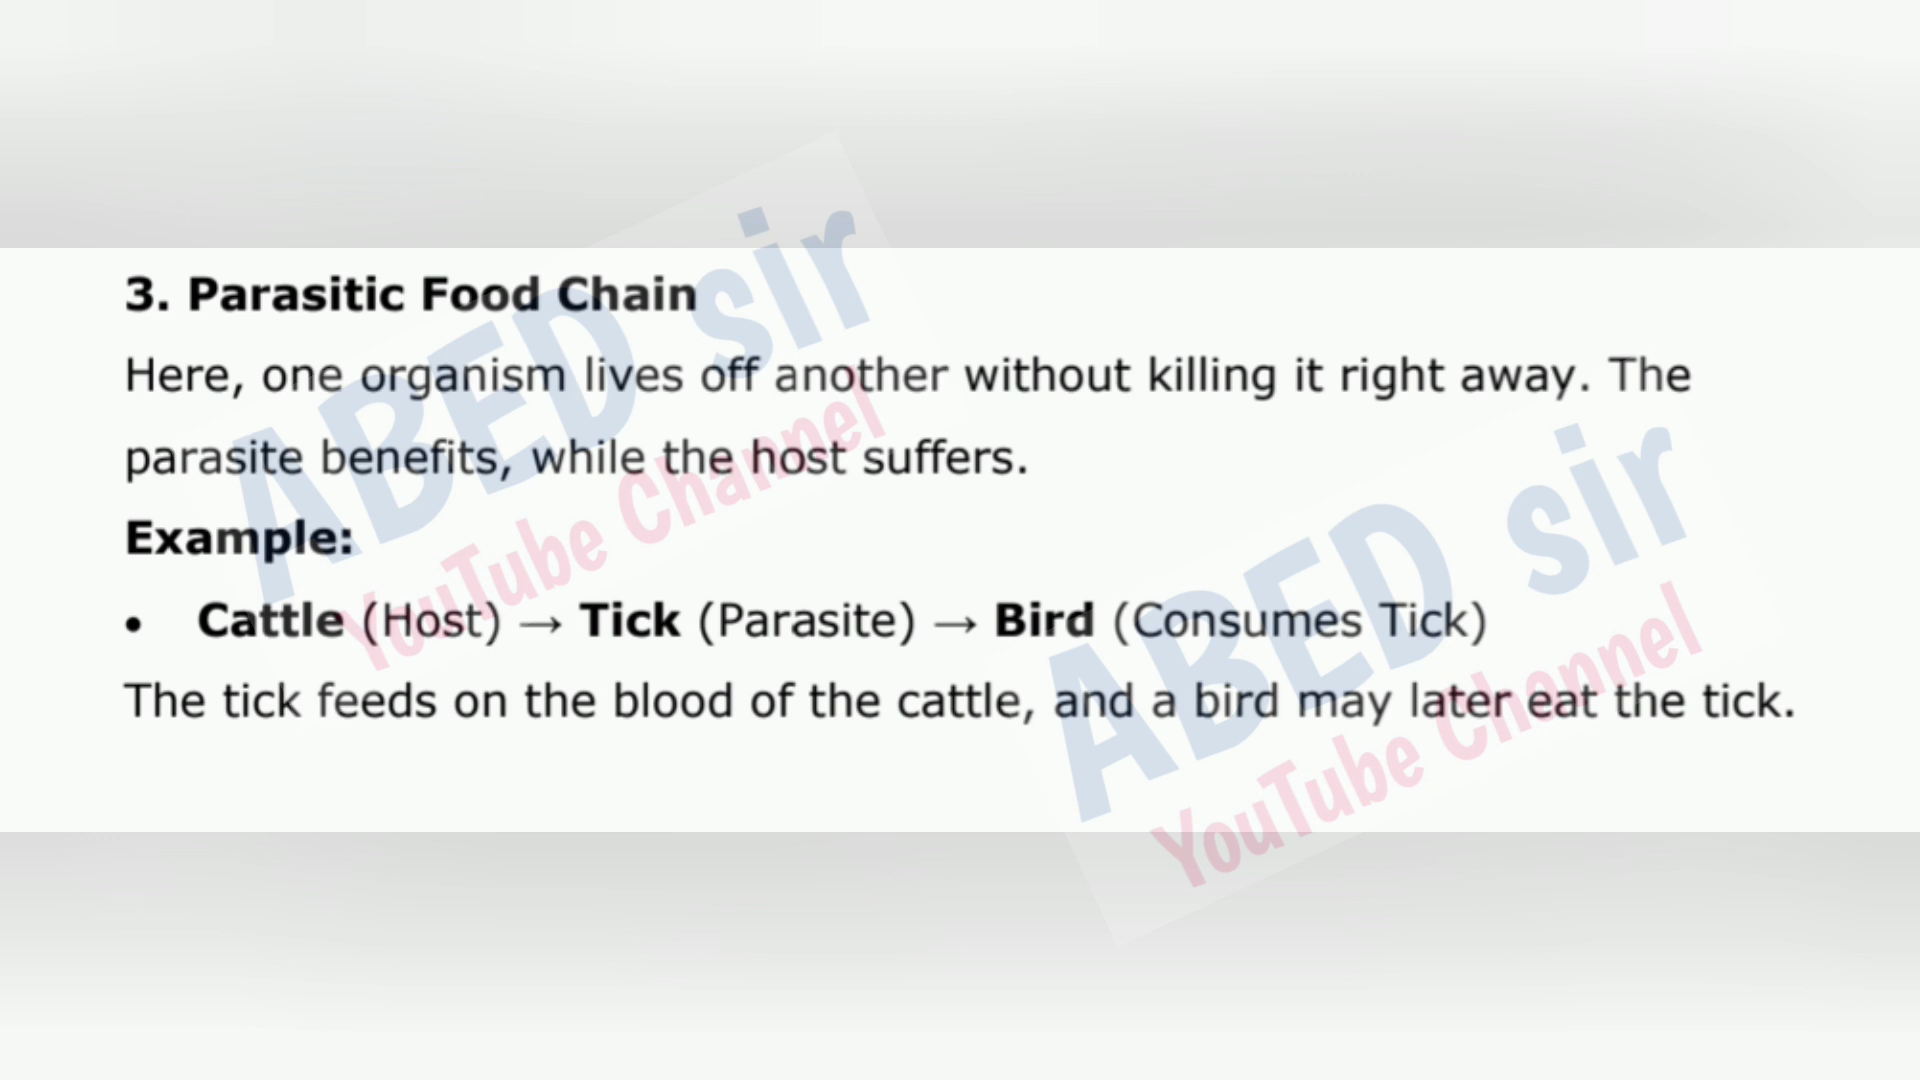 3. Parasitic Food Chain
Here, one organism lives off another without killing it right away. The
parasite benefits, while the host suffers.
Example:
• Cattle (Host) → Tick (Parasite) → Bird (Consumes Tick)
The tick feeds on the blood of the cattle, and a bird may later eat the tick.
ABED sir
YouTube Channel
ABED sir
YouTube Channel